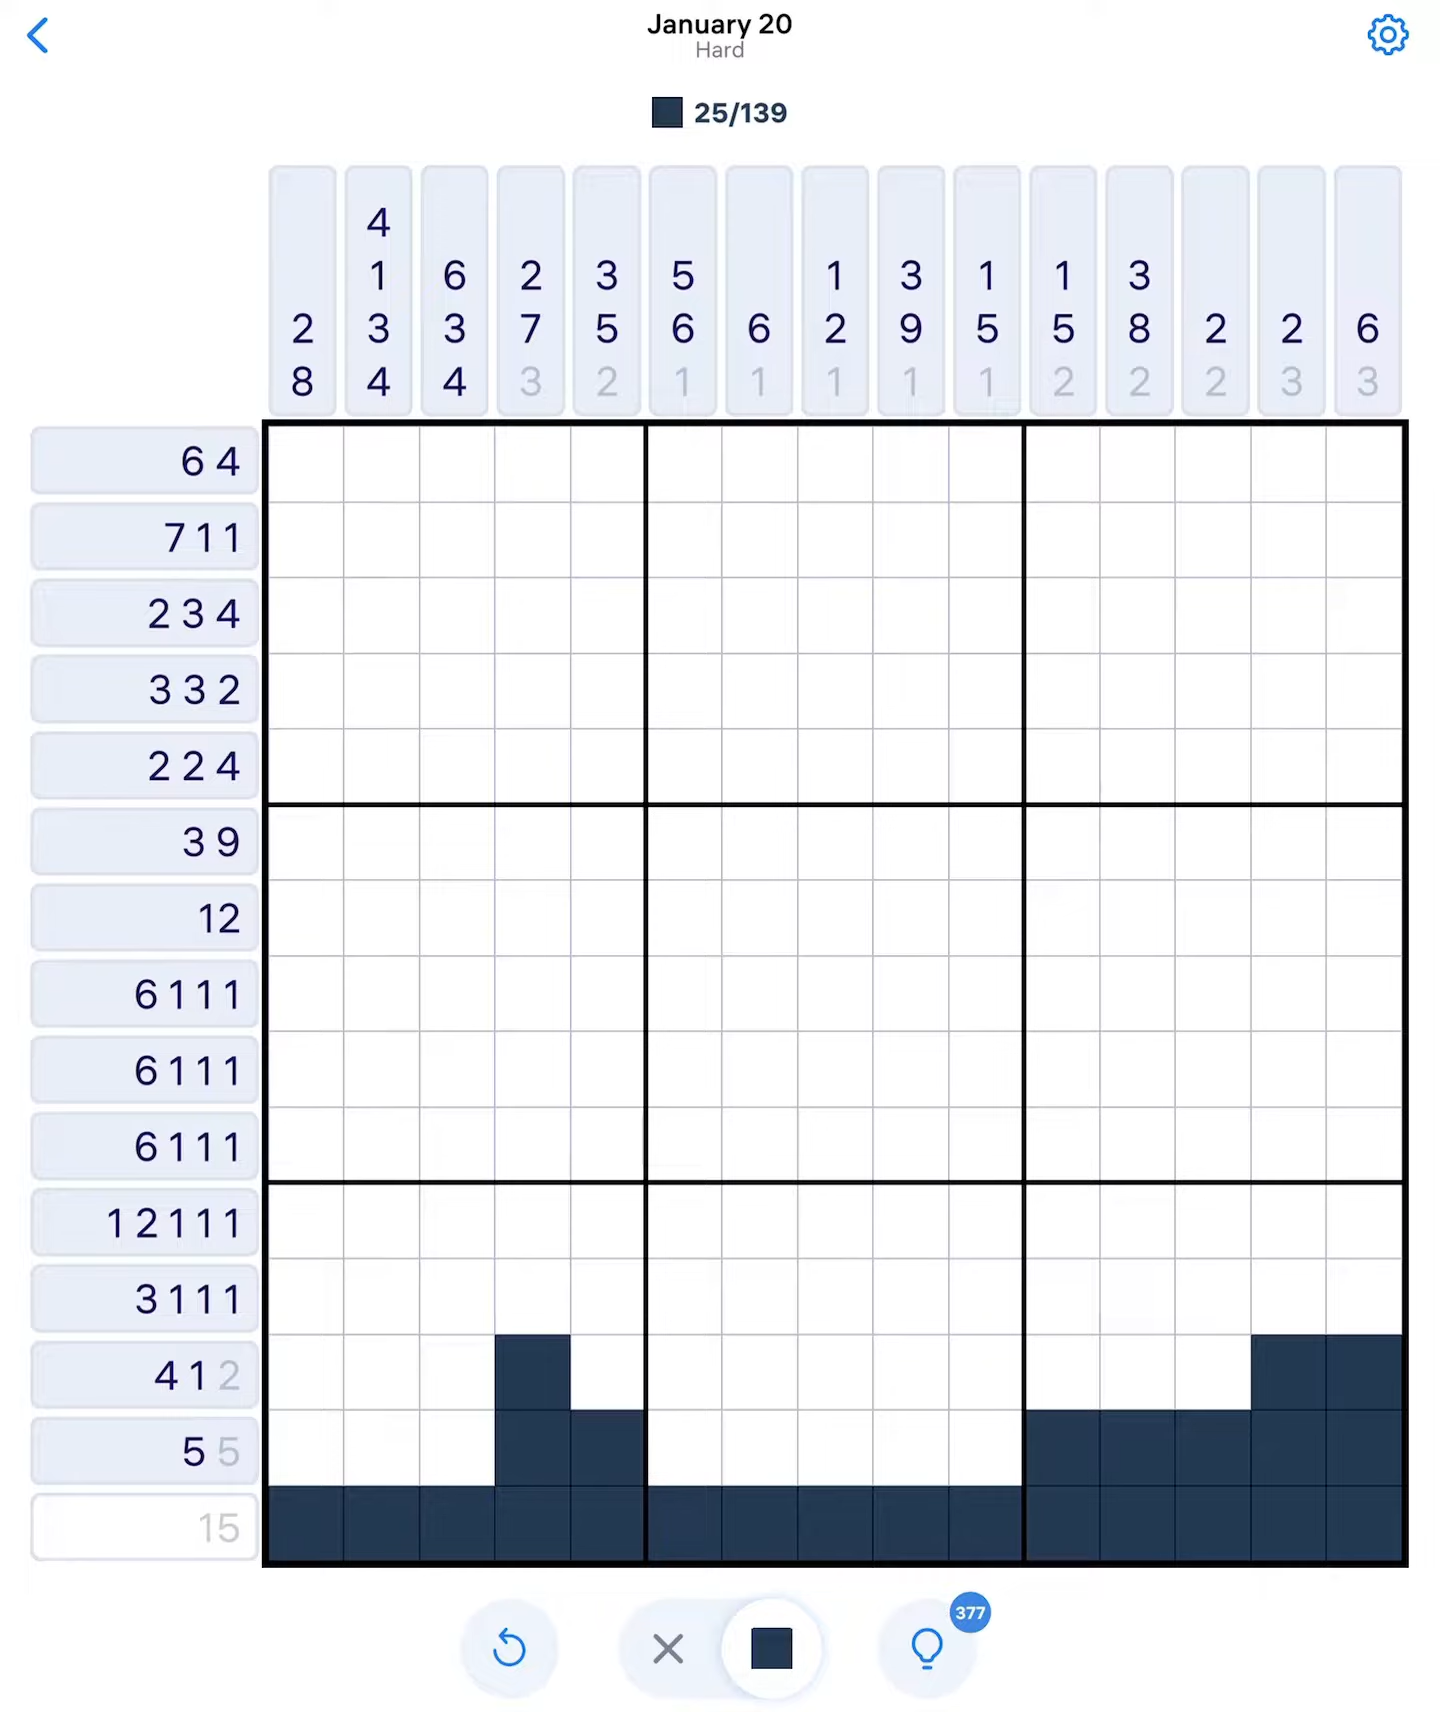 January 20
Hard
25/139
4
1 6 2 3 5 1 3 1 1 3
2 3 3 7 5 6 6 2 9 5 5 8 2 2 6
8 4 4 3 2 1 1 1 1 1 2 2 2 3 3
6 4
7 1 1
2 3 4
3 3 2
2 2 4
3 9
12
6 1 1 1
6 1 1 1
6 1 1 1
1 2 1 1 1
3 1 1 1
4 1 2
5 5
15
377